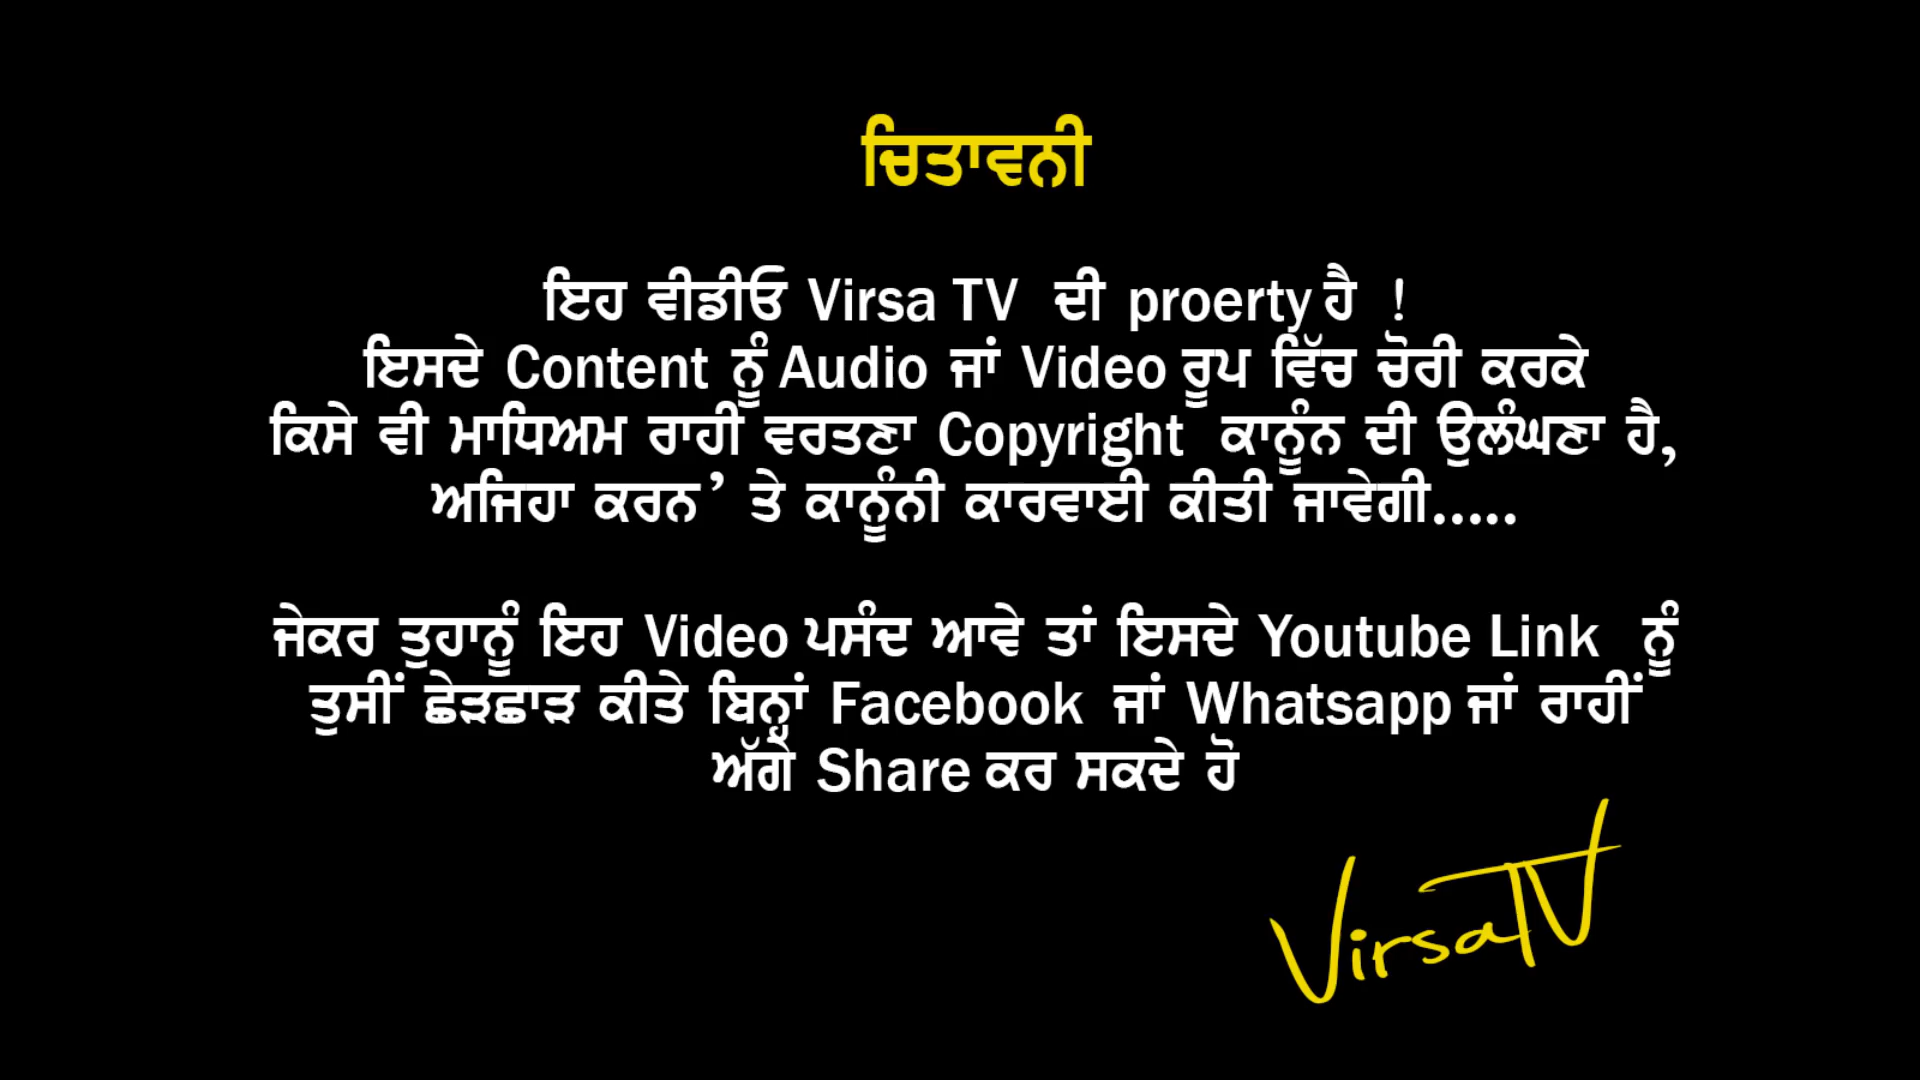 ਚਿਤਾਵਨੀ
ਇਹ ਵੀਡੀਓ Virsa TV ਦੀ proerty ਹੈ !
ਇਸਦੇ Content ਨੂੰ Audio ਜਾਂ Video ਰੂਪ ਵਿੱਚ ਚੋਰੀ ਕਰਕੇ
ਕਿਸੇ ਵੀ ਮਾਧਿਅਮ ਰਾਹੀ ਵਰਤਣਾ Copyright ਕਾਨੂੰਨ ਦੀ ਉਲੰਘਣਾ ਹੈ,
ਅਜਿਹਾ ਕਰਨ’ ਤੇ ਕਾਨੂੰਨੀ ਕਾਰਵਾਈ ਕੀਤੀ ਜਾਵੇਗੀ.....
ਜੇਕਰ ਤੁਹਾਨੂੰ ਇਹ Video ਪਸੰਦ ਆਵੇ ਤਾਂ ਇਸਦੇ Youtube Link ਨੂੰ
ਤੁਸੀਂ ਛੇੜਛਾੜ ਕੀਤੇ ਬਿਨ੍ਹਾਂ Facebook ਜਾਂ Whatsapp ਜਾਂ ਰਾਹੀਂ
ਅੱਗੇ Share ਕਰ ਸਕਦੇ ਹੋ
VirsaTV